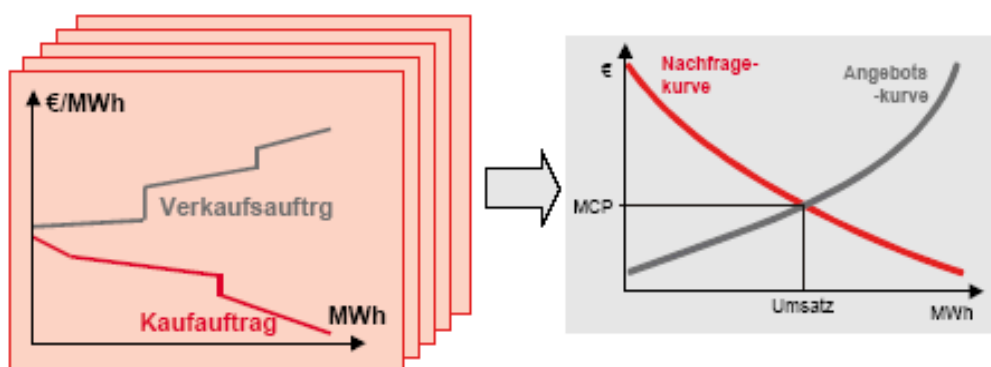 €/MWh
Verkaufsauftrg
Kaufauftrag
MWh
€
Nachfrage-
kurve
Angebots
-kurve
MCP
Umsatz
MWh